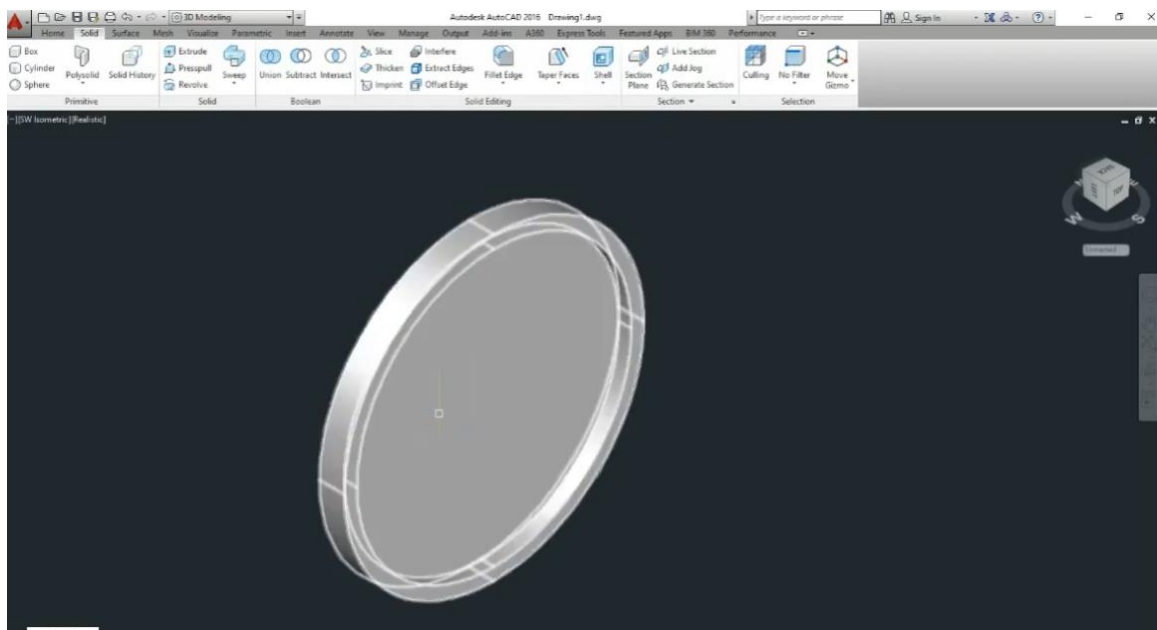 3D Modeling Autodesk AutoCAD 2016 Drawing1.dwg Type a keyword or phrase Sign In
Home Solid Surface Mesh Visualize Parametric Insert Annotate View Manage Output Add-ins A360 Express Tools Featured Apps BIM 360 Performance
Box Extrude Slice Interfere Live Section
Cylinder Presspull Thicken Extract Edges Add Jog
Sphere Revolve Imprint Offset Edge Generate Section
Polysolid Solid History Sweep Union Subtract Intersect Fillet Edge Taper Faces Shell Section Plane Culling No Filter Move Gizmo
Primitive Solid Boolean Solid Editing Section Selection
[−][SW Isometric][Realistic]
LEFT TOP
W S
Unnamed